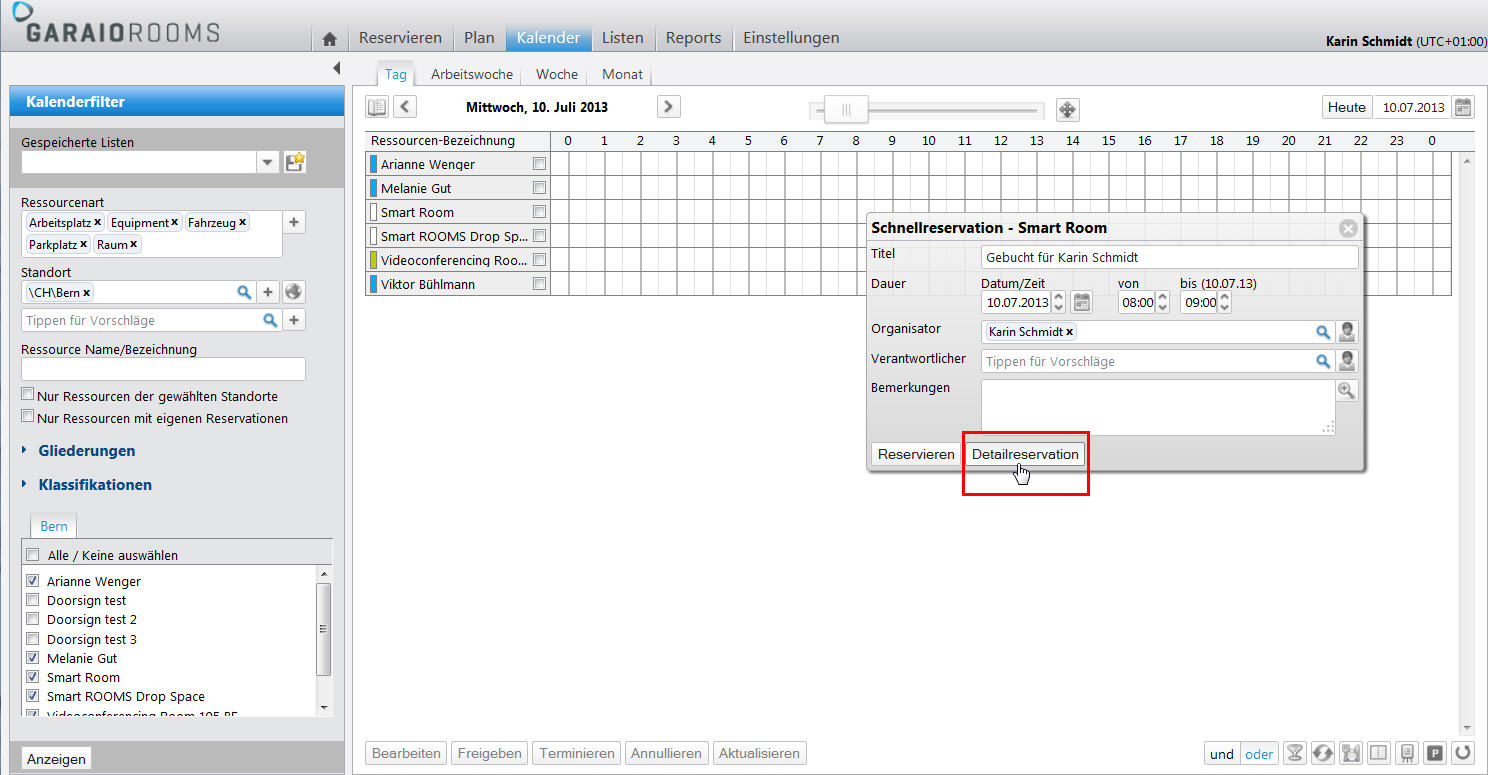 GARAIOROOMS
Reservieren Plan Kalender Listen Reports Einstellungen
Karin Schmidt (UTC+01:00)
Tag Arbeitswoche Woche Monat
Kalenderfilter
Gespeicherte Listen
Ressourcenart
Arbeitsplatz x Equipment x Fahrzeug x
Parkplatz x Raum x
Standort
\CH\Bern x
Tippen für Vorschläge
Ressource Name/Bezeichnung
Nur Ressourcen der gewählten Standorte
Nur Ressourcen mit eigenen Reservationen
Gliederungen
Klassifikationen
Bern
Alle / Keine auswählen
Arianne Wenger
Doorsign test
Doorsign test 2
Doorsign test 3
Melanie Gut
Smart Room
Smart ROOMS Drop Space
Videoconferencing Room 105 BE
Anzeigen
Mittwoch, 10. Juli 2013
Heute 10.07.2013
Ressourcen-Bezeichnung 0 1 2 3 4 5 6 7 8 9 10 11 12 13 14 15 16 17 18 19 20 21 22 23 0
Arianne Wenger
Melanie Gut
Smart Room
Smart ROOMS Drop Sp...
Videoconferencing Roo...
Viktor Bühlmann
Schnellreservation - Smart Room
Titel Gebucht für Karin Schmidt
Dauer Datum/Zeit von bis (10.07.13)
10.07.2013 08:00 09:00
Organisator Karin Schmidt x
Verantwortlicher Tippen für Vorschläge
Bemerkungen
Reservieren Detailreservation
Bearbeiten Freigeben Terminieren Annullieren Aktualisieren
und oder P